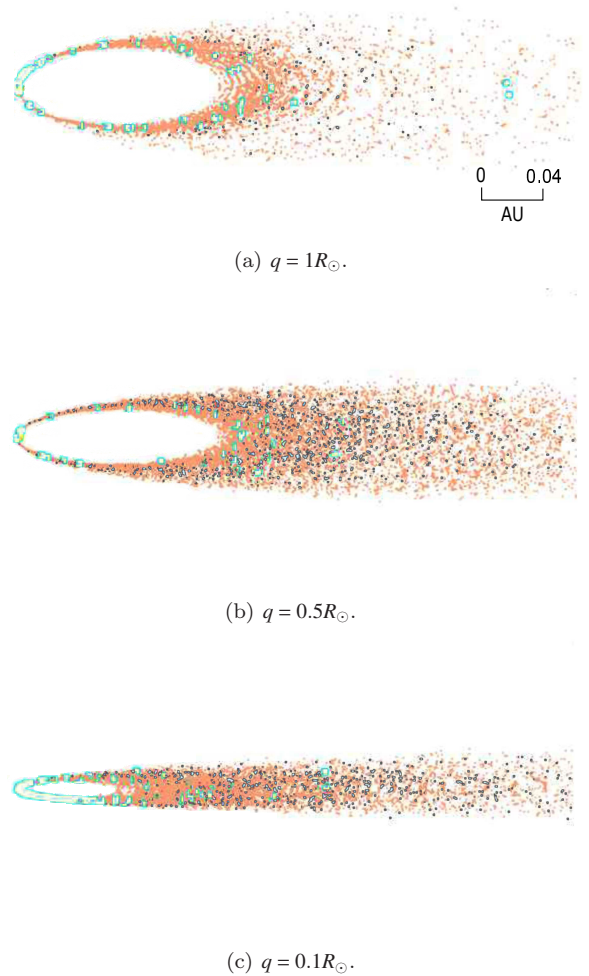 0 0.04
AU
(a) q = 1R☉.
(b) q = 0.5R☉.
(c) q = 0.1R☉.